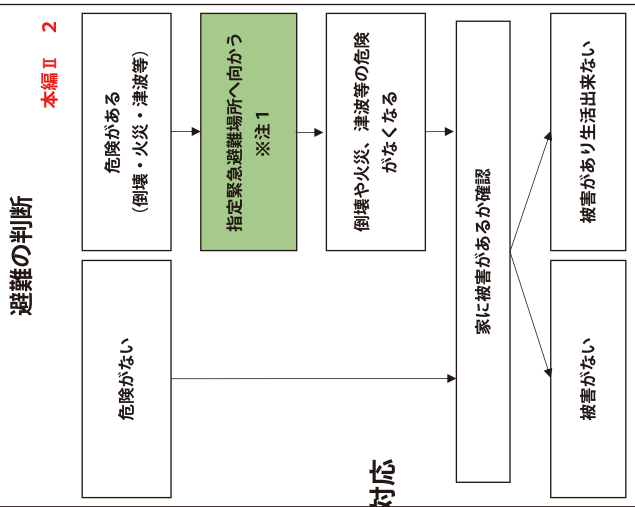 避難の判断
本編Ⅱ 2
危険がない
危険がある
(倒壊・火災・津波等)
指定緊急避難場所へ向かう
※注1
倒壊や火災、津波等の危険
がなくなる
対応
家に被害があるか確認
被害がない
被害があり生活出来ない